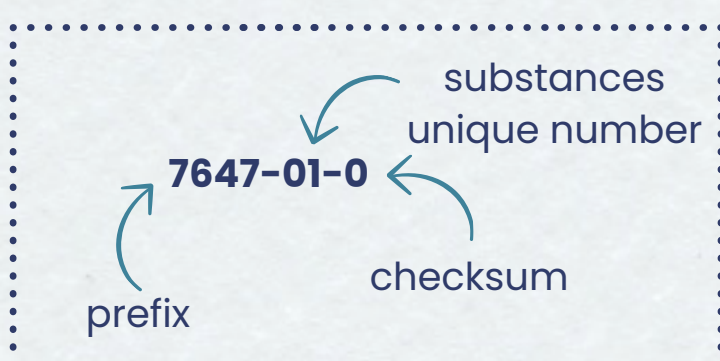 substances
unique number
7647-01-0
checksum
prefix